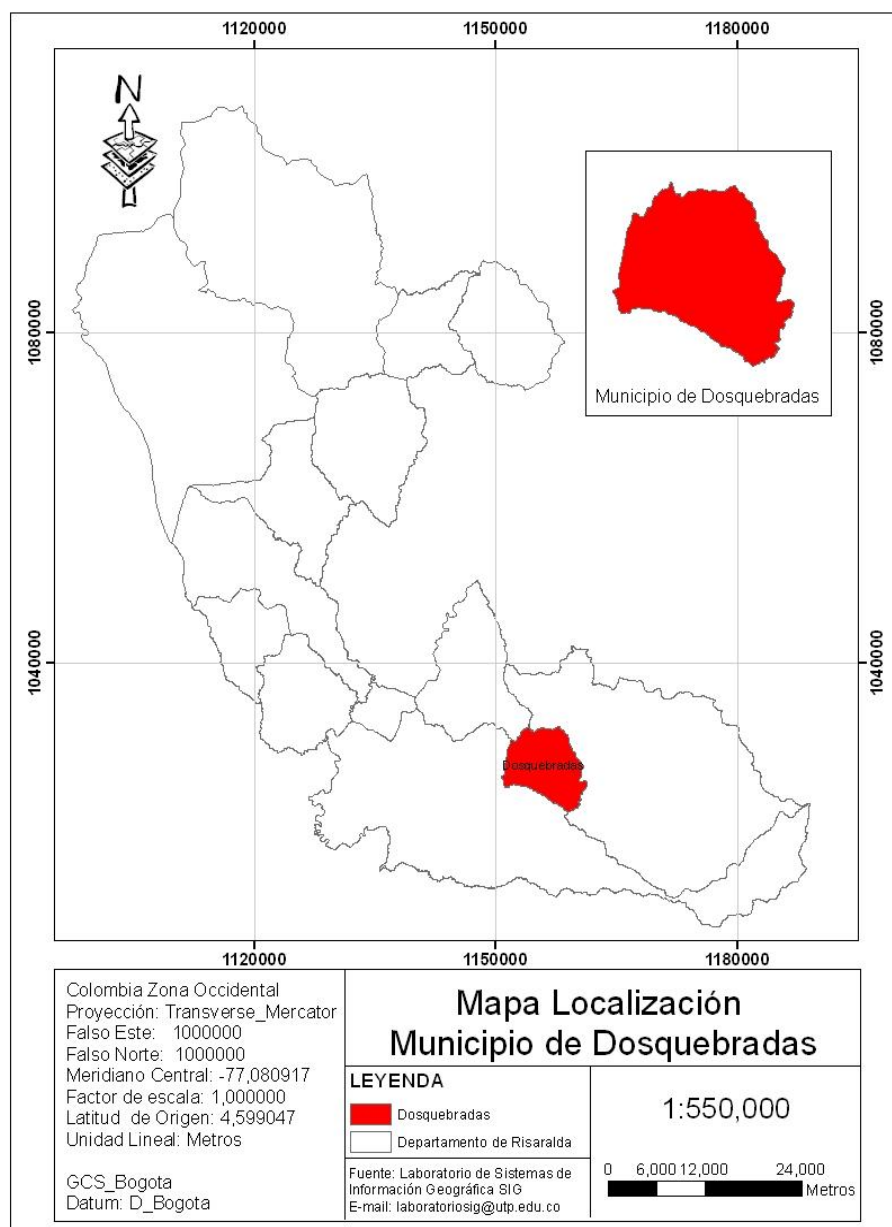 1120000 1150000 1180000
N
1080000 1080000
Municipio de Dosquebradas
1040000 1040000
Dosquebradas
1120000 1150000 1180000
Colombia Zona Occidental
Proyección: Transverse_Mercator
Falso Este: 1000000
Falso Norte: 1000000
Meridiano Central: -77,080917
Factor de escala: 1,000000
Latitud de Origen: 4,599047
Unidad Lineal: Metros
GCS_Bogota
Datum: D_Bogota
Mapa Localización
Municipio de Dosquebradas
LEYENDA
Dosquebradas
Departamento de Risaralda
Fuente: Laboratorio de Sistemas de
Información Geográfica SIG
E-mail: laboratoriosig@utp.edu.co
1:550,000
0 6,000 12,000 24,000
Metros